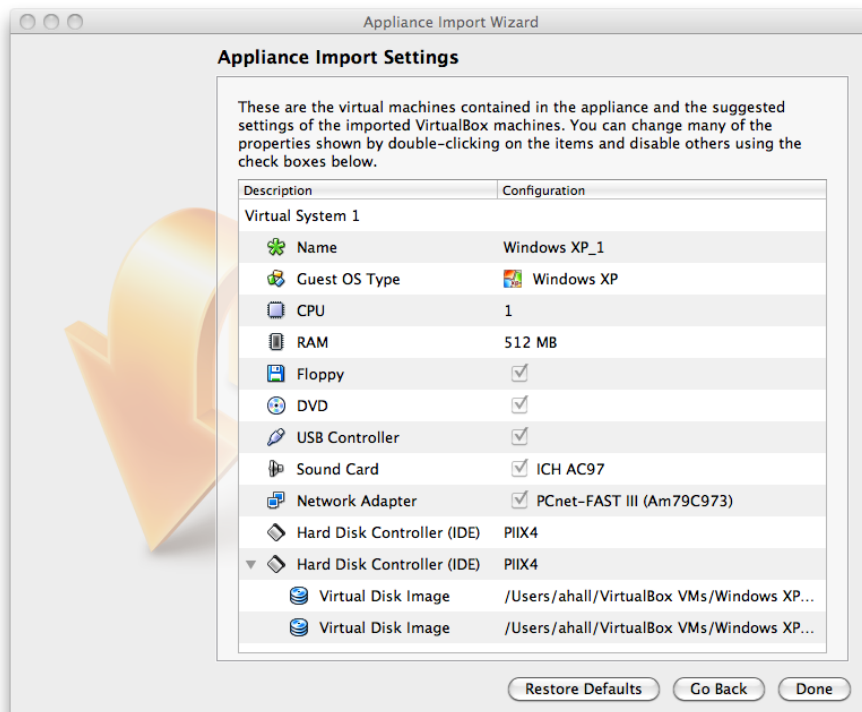 Appliance Import Wizard
Appliance Import Settings
These are the virtual machines contained in the appliance and the suggested
settings of the imported VirtualBox machines. You can change many of the
properties shown by double-clicking on the items and disable others using the
check boxes below.
Description Configuration
Virtual System 1
Name Windows XP_1
Guest OS Type Windows XP
CPU 1
RAM 512 MB
Floppy
DVD
USB Controller
Sound Card ICH AC97
Network Adapter PCnet-FAST III (Am79C973)
Hard Disk Controller (IDE) PIIX4
Hard Disk Controller (IDE) PIIX4
Virtual Disk Image /Users/ahall/VirtualBox VMs/Windows XP...
Virtual Disk Image /Users/ahall/VirtualBox VMs/Windows XP...
Restore Defaults Go Back Done